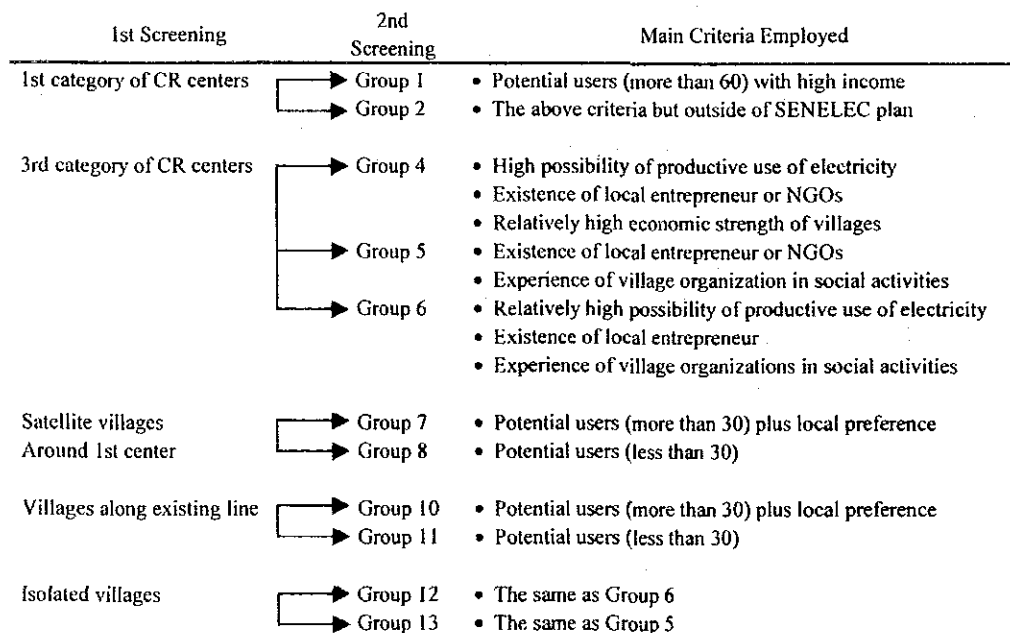 1st Screening 2nd Screening Main Criteria Employed
1st category of CR centers Group 1 • Potential users (more than 60) with high income
Group 2 • The above criteria but outside of SENELEC plan
3rd category of CR centers Group 4 • High possibility of productive use of electricity
• Existence of local entrepreneur or NGOs
• Relatively high economic strength of villages
Group 5 • Existence of local entrepreneur or NGOs
• Experience of village organization in social activities
Group 6 • Relatively high possibility of productive use of electricity
• Existence of local entrepreneur
• Experience of village organizations in social activities
Satellite villages Group 7 • Potential users (more than 30) plus local preference
Around 1st center Group 8 • Potential users (less than 30)
Villages along existing line Group 10 • Potential users (more than 30) plus local preference
Group 11 • Potential users (less than 30)
Isolated villages Group 12 • The same as Group 6
Group 13 • The same as Group 5